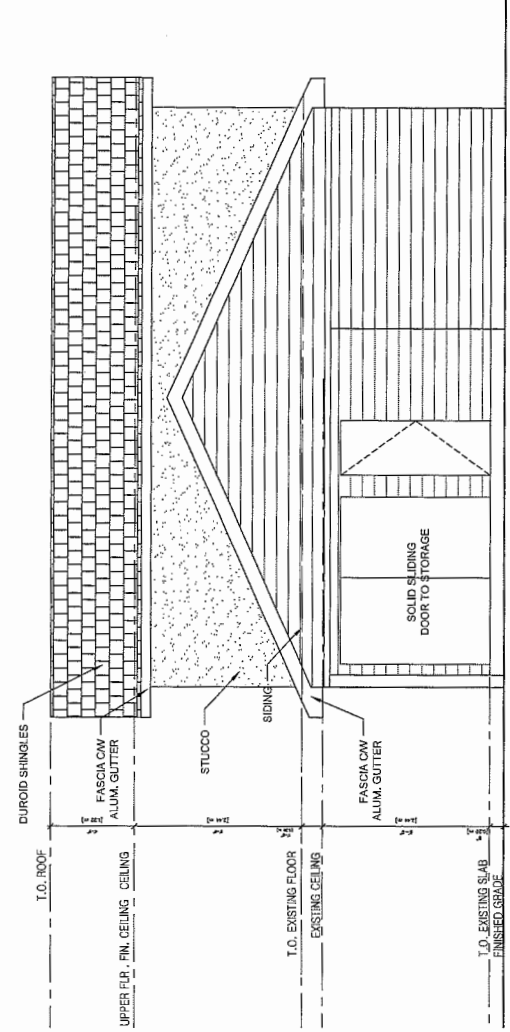 DUROID SHINGLES
FASCIA C/W
ALUM. GUTTER
STUCCO
SIDING
FASCIA C/W
ALUM. GUTTER
SOLID SLIDING
DOOR TO STORAGE
T.O. ROOF
UPPER FLR. FIN. CEILING CEILING
T.O. EXISTING FLOOR
EXISTING CEILING
T.O. EXISTING SLAB
FINISHED GRADE